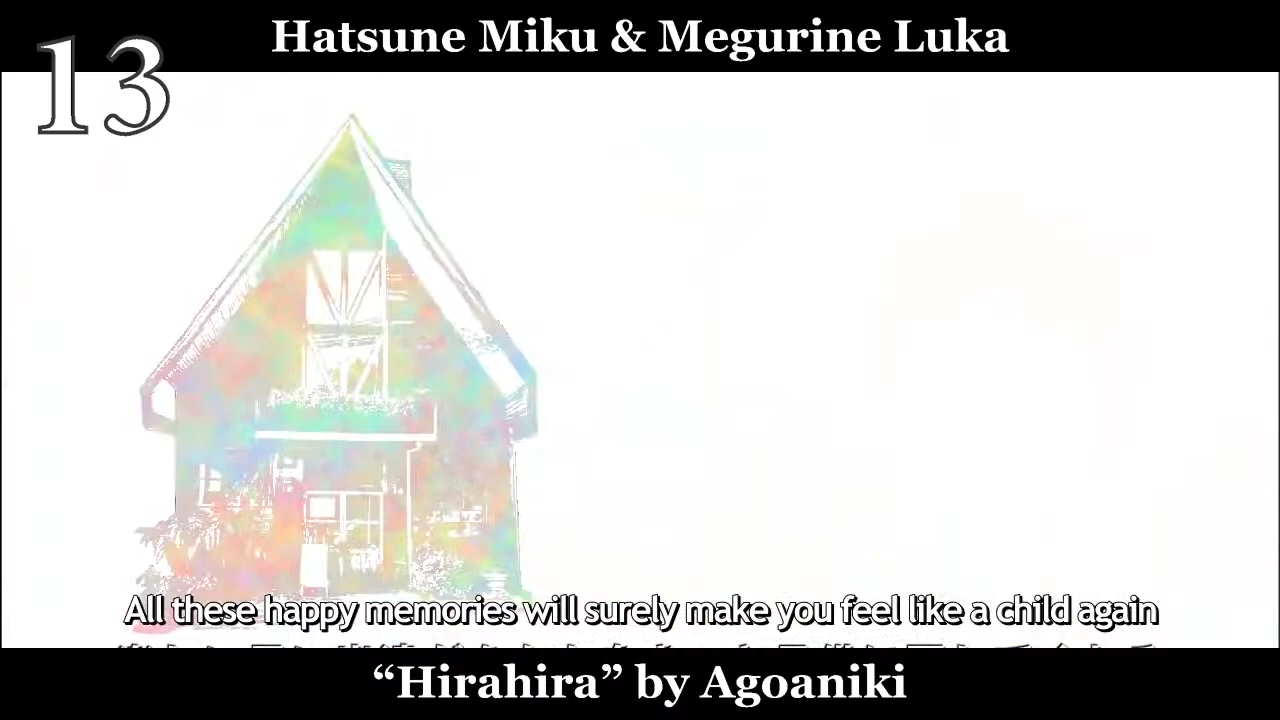 Hatsune Miku & Megurine Luka
13
All these happy memories will surely make you feel like a child again
“Hirahira” by Agoaniki